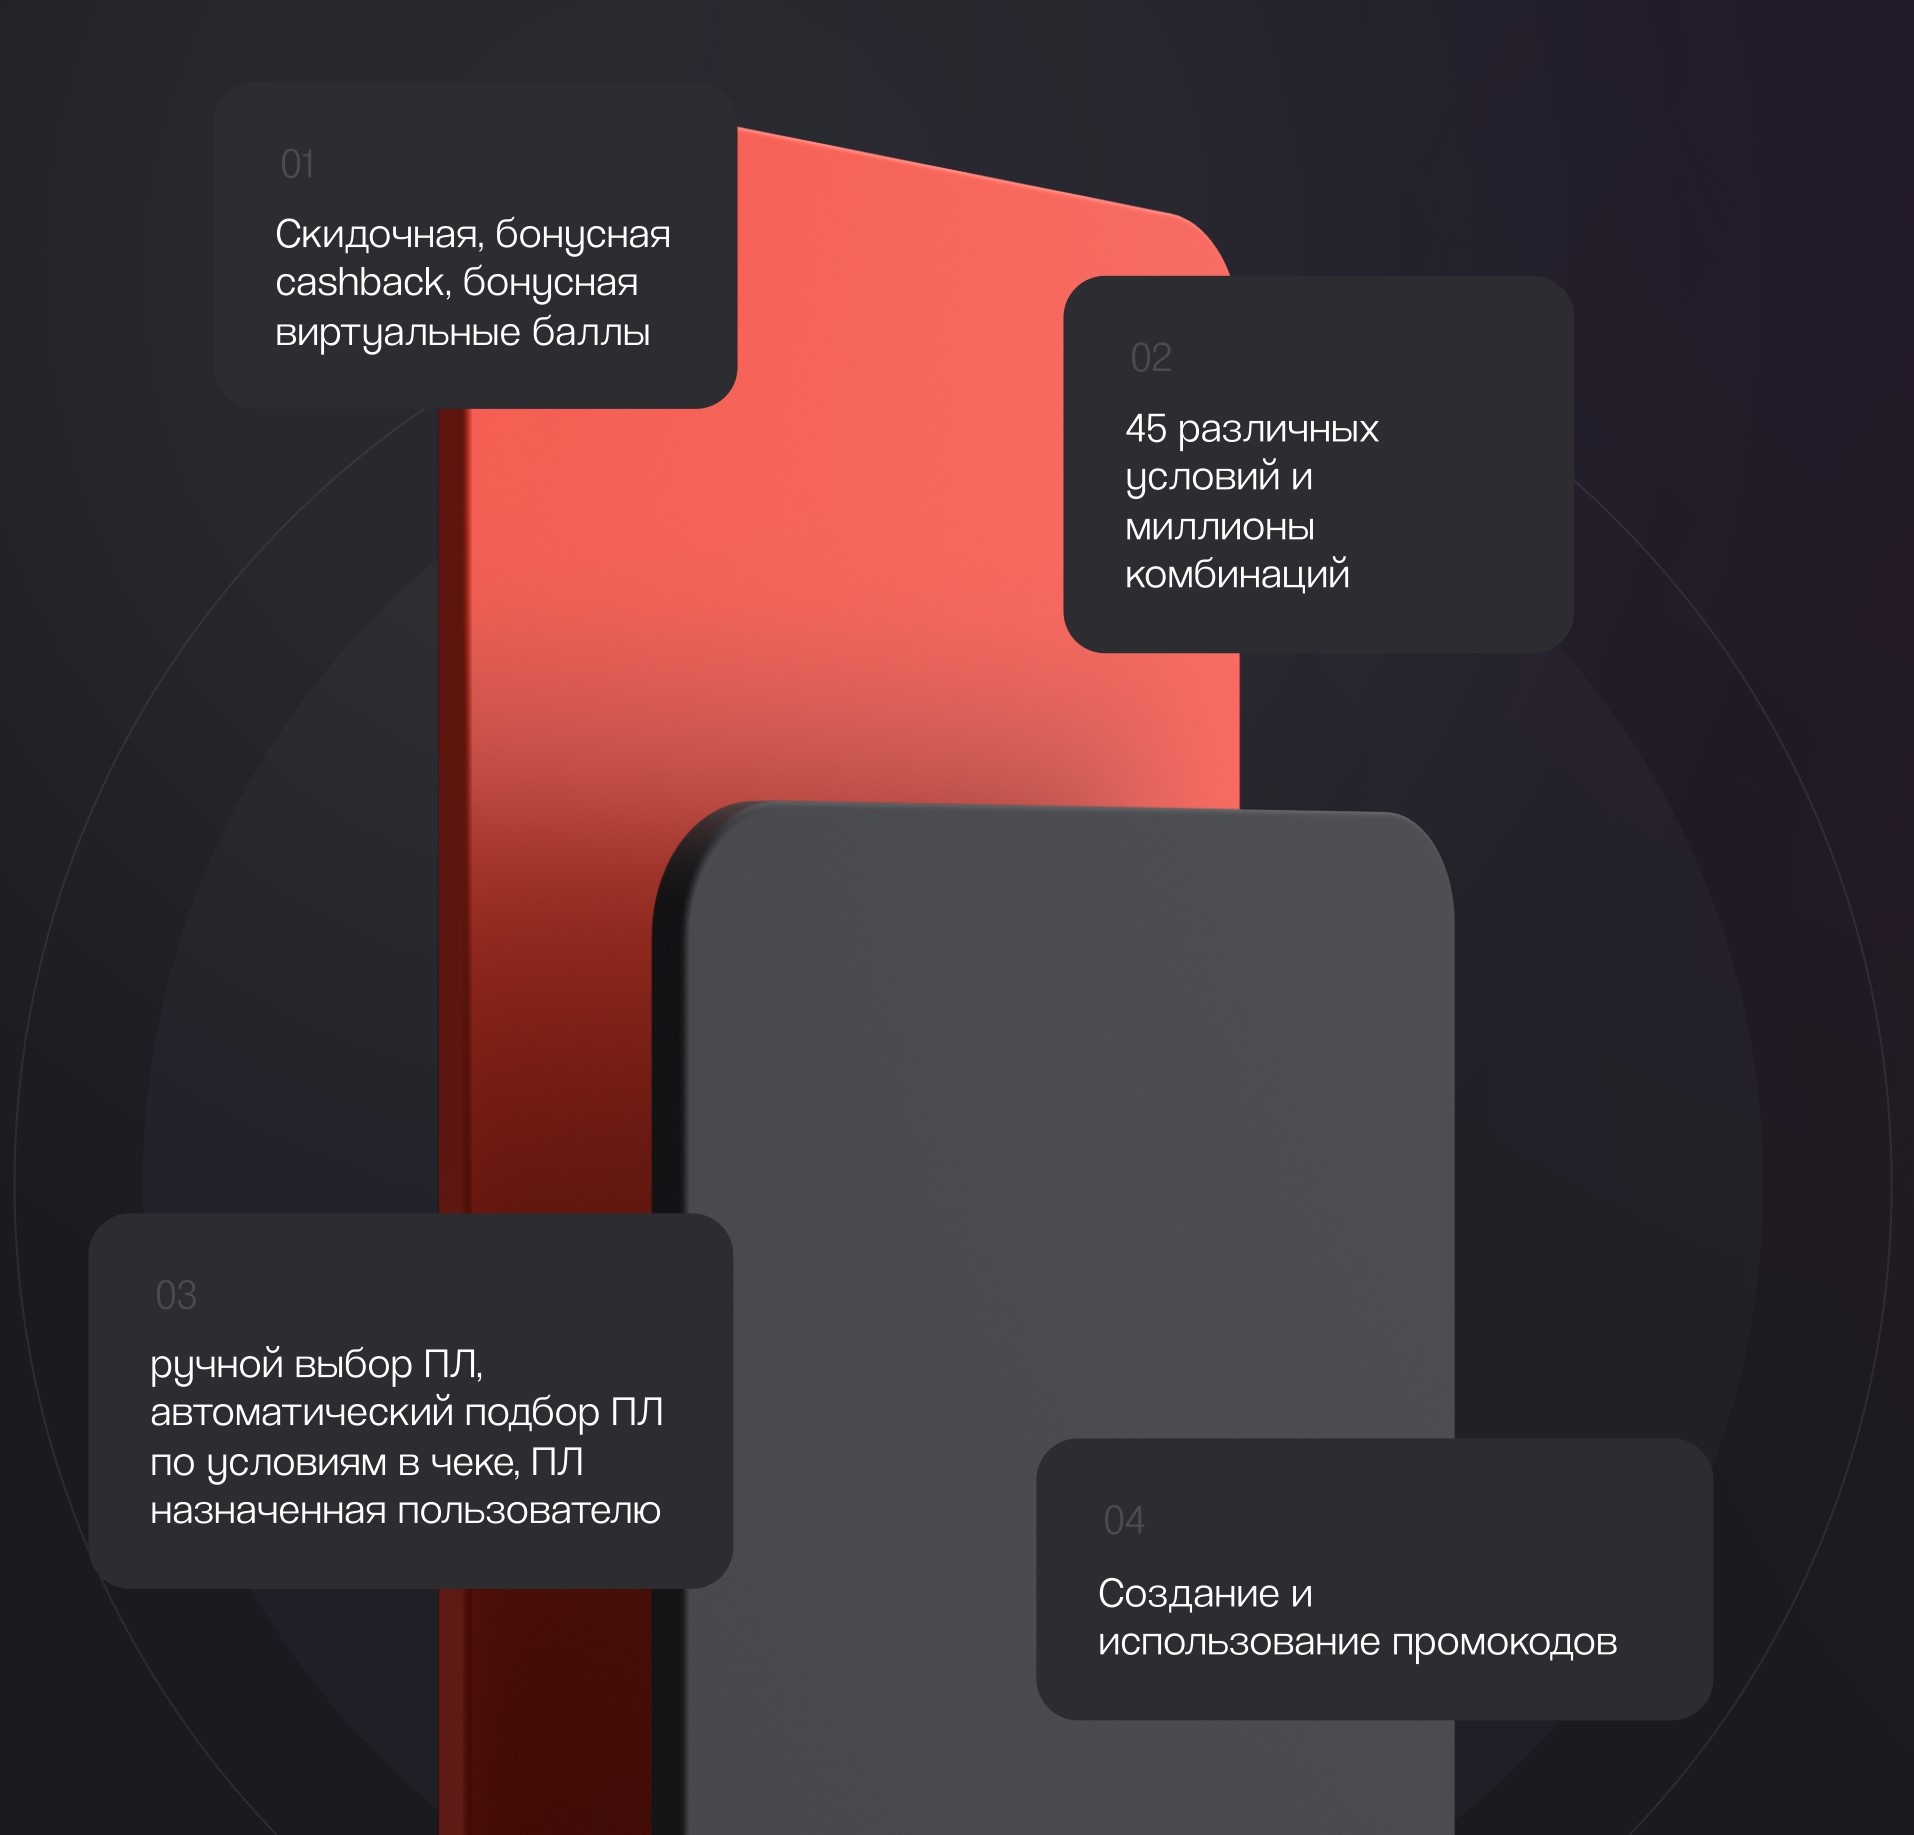 01
Скидочная, бонусная
cashback, бонусная
виртуальные баллы
02
45 различных
условий и
миллионы
комбинаций
03
ручной выбор ПЛ,
автоматический подбор ПЛ
по условиям в чеке, ПЛ
назначенная пользователю
04
Создание и
использование промокодов